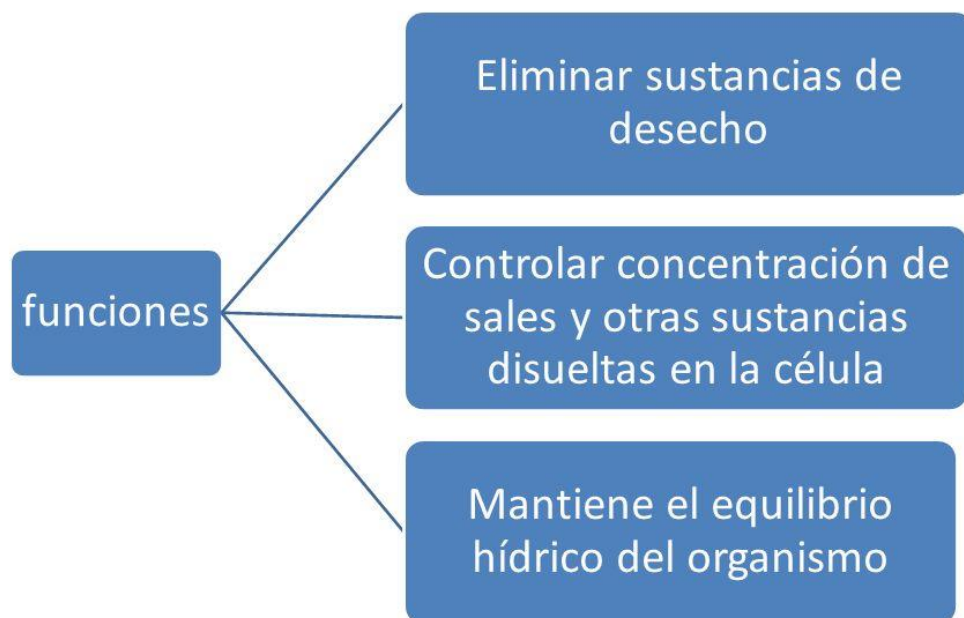 Eliminar sustancias de
desecho
funciones
Controlar concentración de
sales y otras sustancias
disueltas en la célula
Mantiene el equilibrio
hídrico del organismo